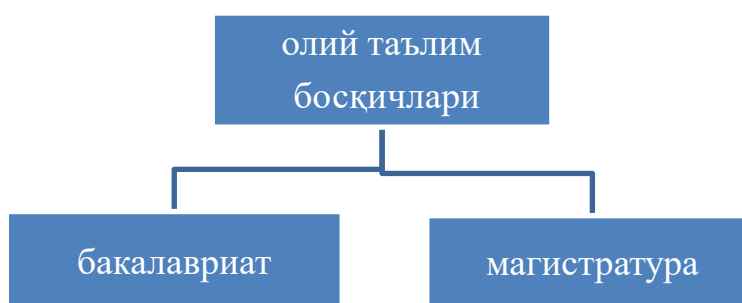 олий таълим
босқичлари
бакалавриат
магистратура